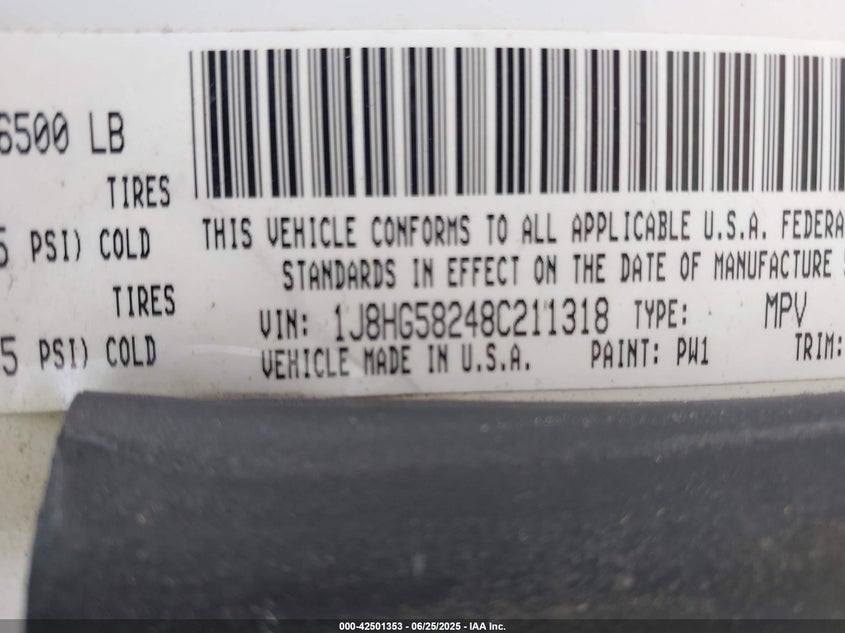 6500 LB
TIRES
5 PSI) COLD
TIRES
5 PSI) COLD
THIS VEHICLE CONFORMS TO ALL APPLICABLE U.S.A. FEDERA
STANDARDS IN EFFECT ON THE DATE OF MANUFACTURE S
VIN: 1J8HG58248C211318 TYPE: MPV
VEHICLE MADE IN U.S.A. PAINT: PW1 TRIM:
000-42501353 - 06/25/2025 - IAA Inc.